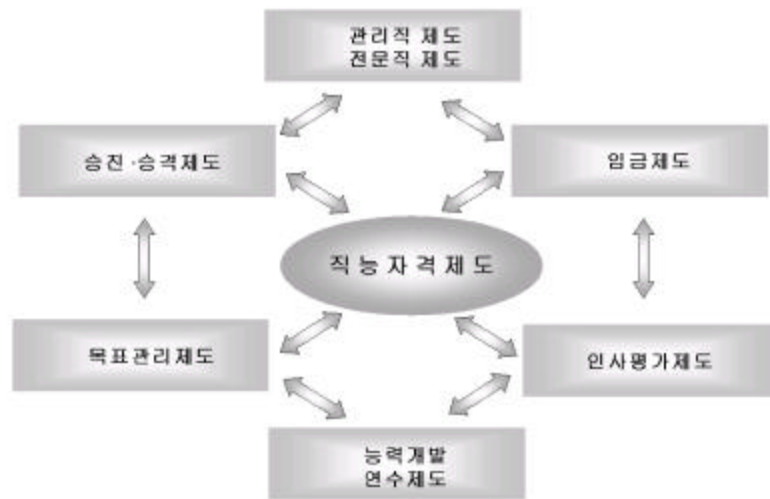 관리직 제도
전문직 제도
승진·승격제도
임금제도
직능자격제도
목표관리제도
인사평가제도
능력개발
연수제도